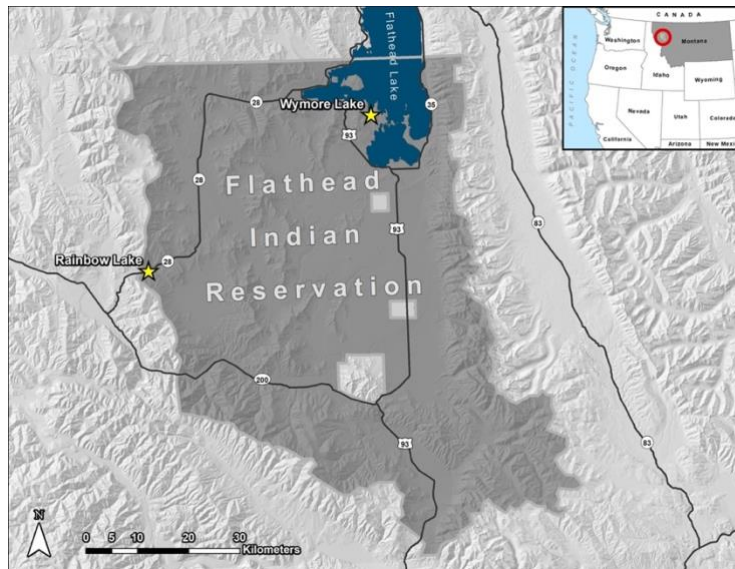 CANADA
Washington
Montana
Oregon
Idaho
Wyoming
Nevada
Utah
Colorado
California
Arizona
New Mexic
PACIFIC OCEAN
Flathead Lake
28
Wymore Lake
35
93
28
Flathead
93
83
Indian
Rainbow Lake
28
Reservation
200
93
83
N
0 5 10 20 30
Kilometers